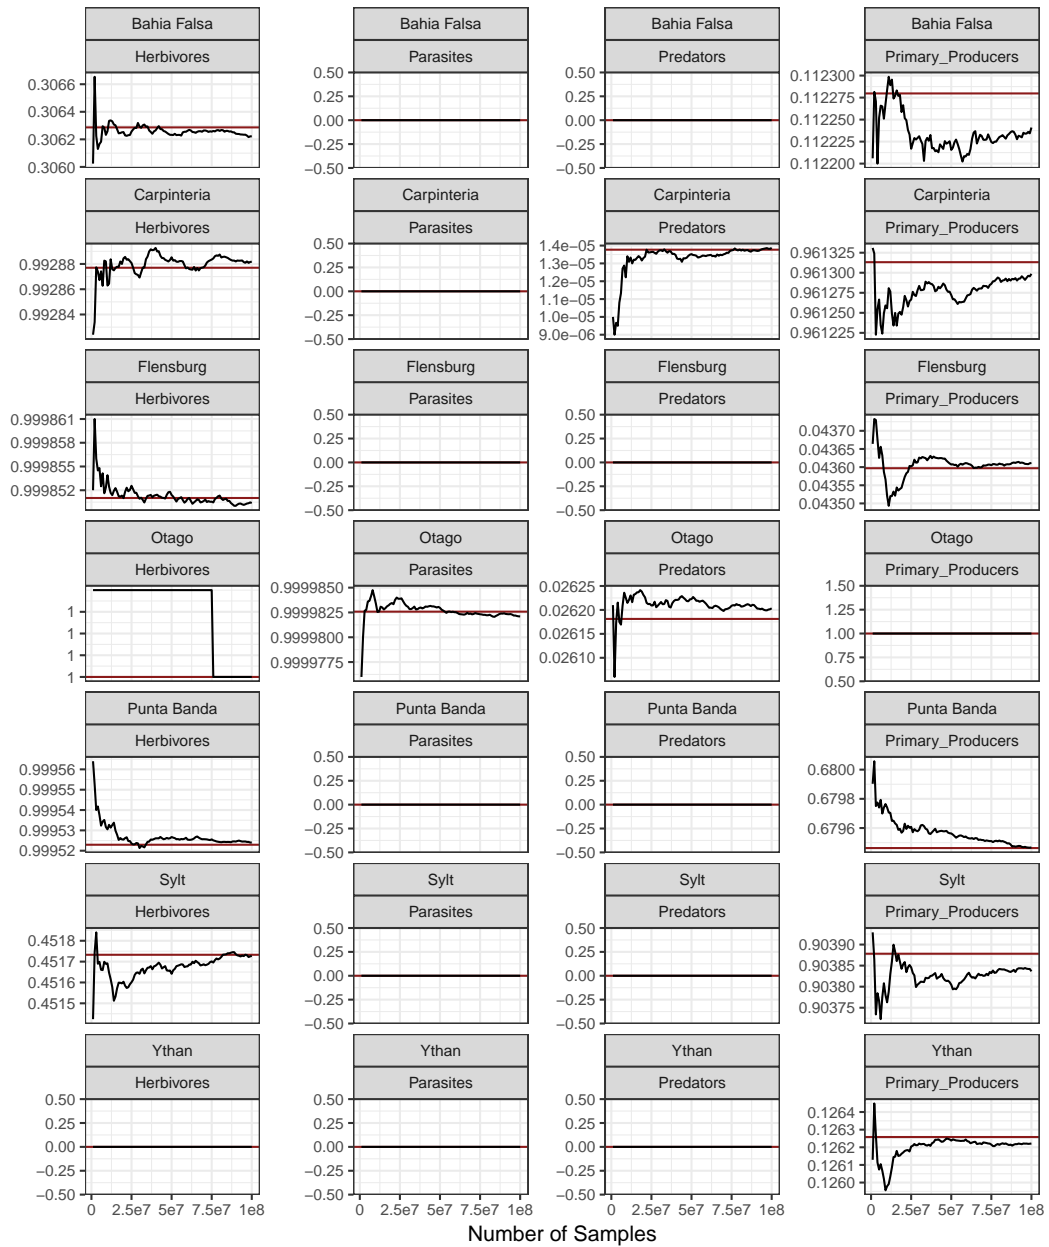 Bahia Falsa Bahia Falsa Bahia Falsa Bahia Falsa
Herbivores Parasites Predators Primary_Producers
0.3066 0.50 0.50 0.112300
0.3064 0.25 0.25 0.112275
0.3062 0.00 0.00 0.112250
0.3060 −0.25 −0.25 0.112225
−0.50 −0.50 0.112200
Carpinteria Carpinteria Carpinteria Carpinteria
Herbivores Parasites Predators Primary_Producers
0.99288 0.50 1.4e−05 0.961325
0.99286 0.25 1.3e−05 0.961300
0.99284 0.00 1.2e−05 0.961275
−0.25 1.1e−05 0.961250
−0.50 1.0e−05 0.961225
9.0e−06
Flensburg Flensburg Flensburg Flensburg
Herbivores Parasites Predators Primary_Producers
0.999861 0.50 0.50 0.04370
0.999858 0.25 0.25 0.04365
0.999855 0.00 0.00 0.04360
0.999852 −0.25 −0.25 0.04355
−0.50 −0.50 0.04350
Otago Otago Otago Otago
Herbivores Parasites Predators Primary_Producers
1 0.9999850 0.02625 1.50
1 0.9999825 0.02620 1.25
1 0.9999800 0.02615 1.00
1 0.9999775 0.02610 0.75
0.50
Punta Banda Punta Banda Punta Banda Punta Banda
Herbivores Parasites Predators Primary_Producers
0.99956 0.50 0.50 0.6800
0.99955 0.25 0.25 0.6798
0.99954 0.00 0.00 0.6796
0.99953 −0.25 −0.25
0.99952 −0.50 −0.50
Sylt Sylt Sylt Sylt
Herbivores Parasites Predators Primary_Producers
0.4518 0.50 0.50 0.90390
0.4517 0.25 0.25 0.90385
0.4516 0.00 0.00 0.90380
0.4515 −0.25 −0.25 0.90375
−0.50 −0.50
Ythan Ythan Ythan Ythan
Herbivores Parasites Predators Primary_Producers
0.50 0.50 0.50 0.1264
0.25 0.25 0.25 0.1263
0.00 0.00 0.00 0.1262
−0.25 −0.25 −0.25 0.1261
−0.50 −0.50 −0.50 0.1260
0 2.5e7 5e7 7.5e7 1e8 0 2.5e7 5e7 7.5e7 1e8 0 2.5e7 5e7 7.5e7 1e8 0 2.5e7 5e7 7.5e7 1e8
Number of Samples